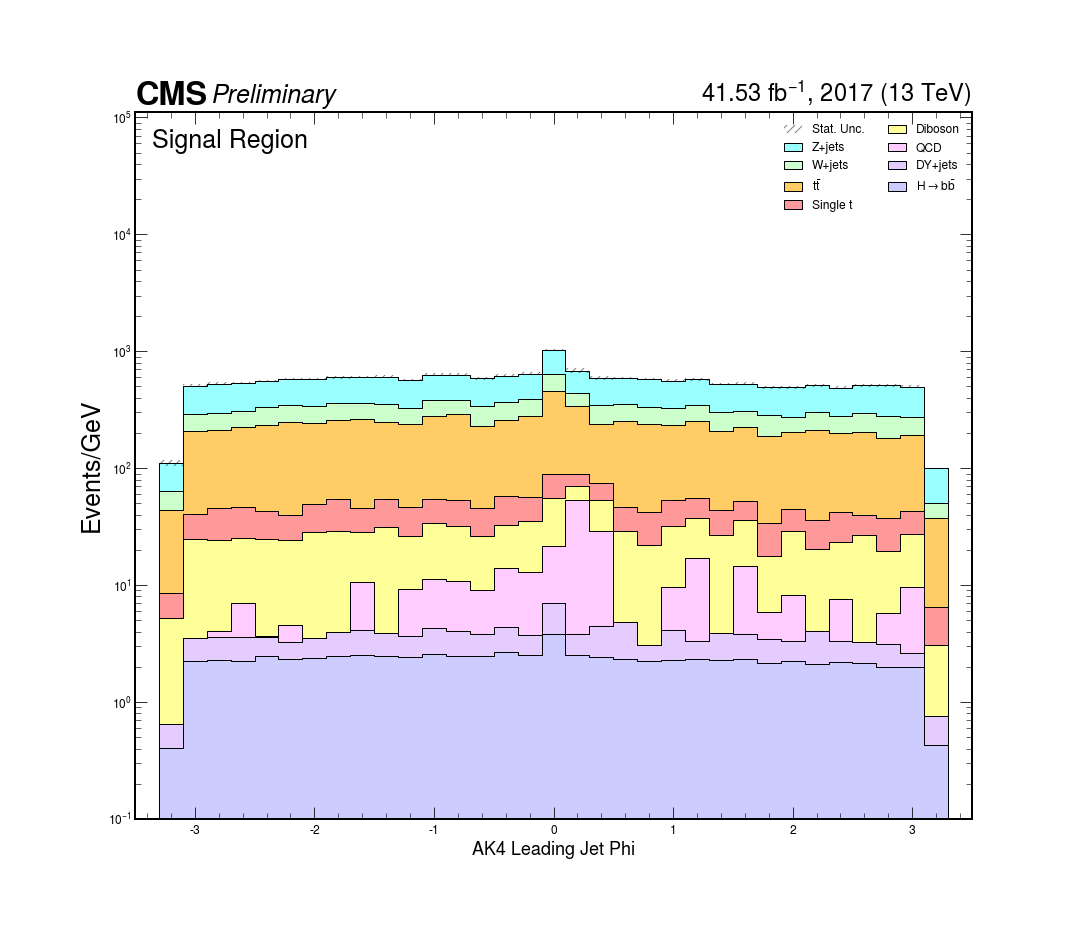 CMS Preliminary
41.53 fb⁻¹, 2017 (13 TeV)
Signal Region
Stat. Unc.
Z+jets
W+jets
tt̄
Single t
Diboson
QCD
DY+jets
H→bb̄
Events/GeV
10⁵
10⁴
10³
10²
10¹
10⁰
10⁻¹
-3 -2 -1 0 1 2 3
AK4 Leading Jet Phi